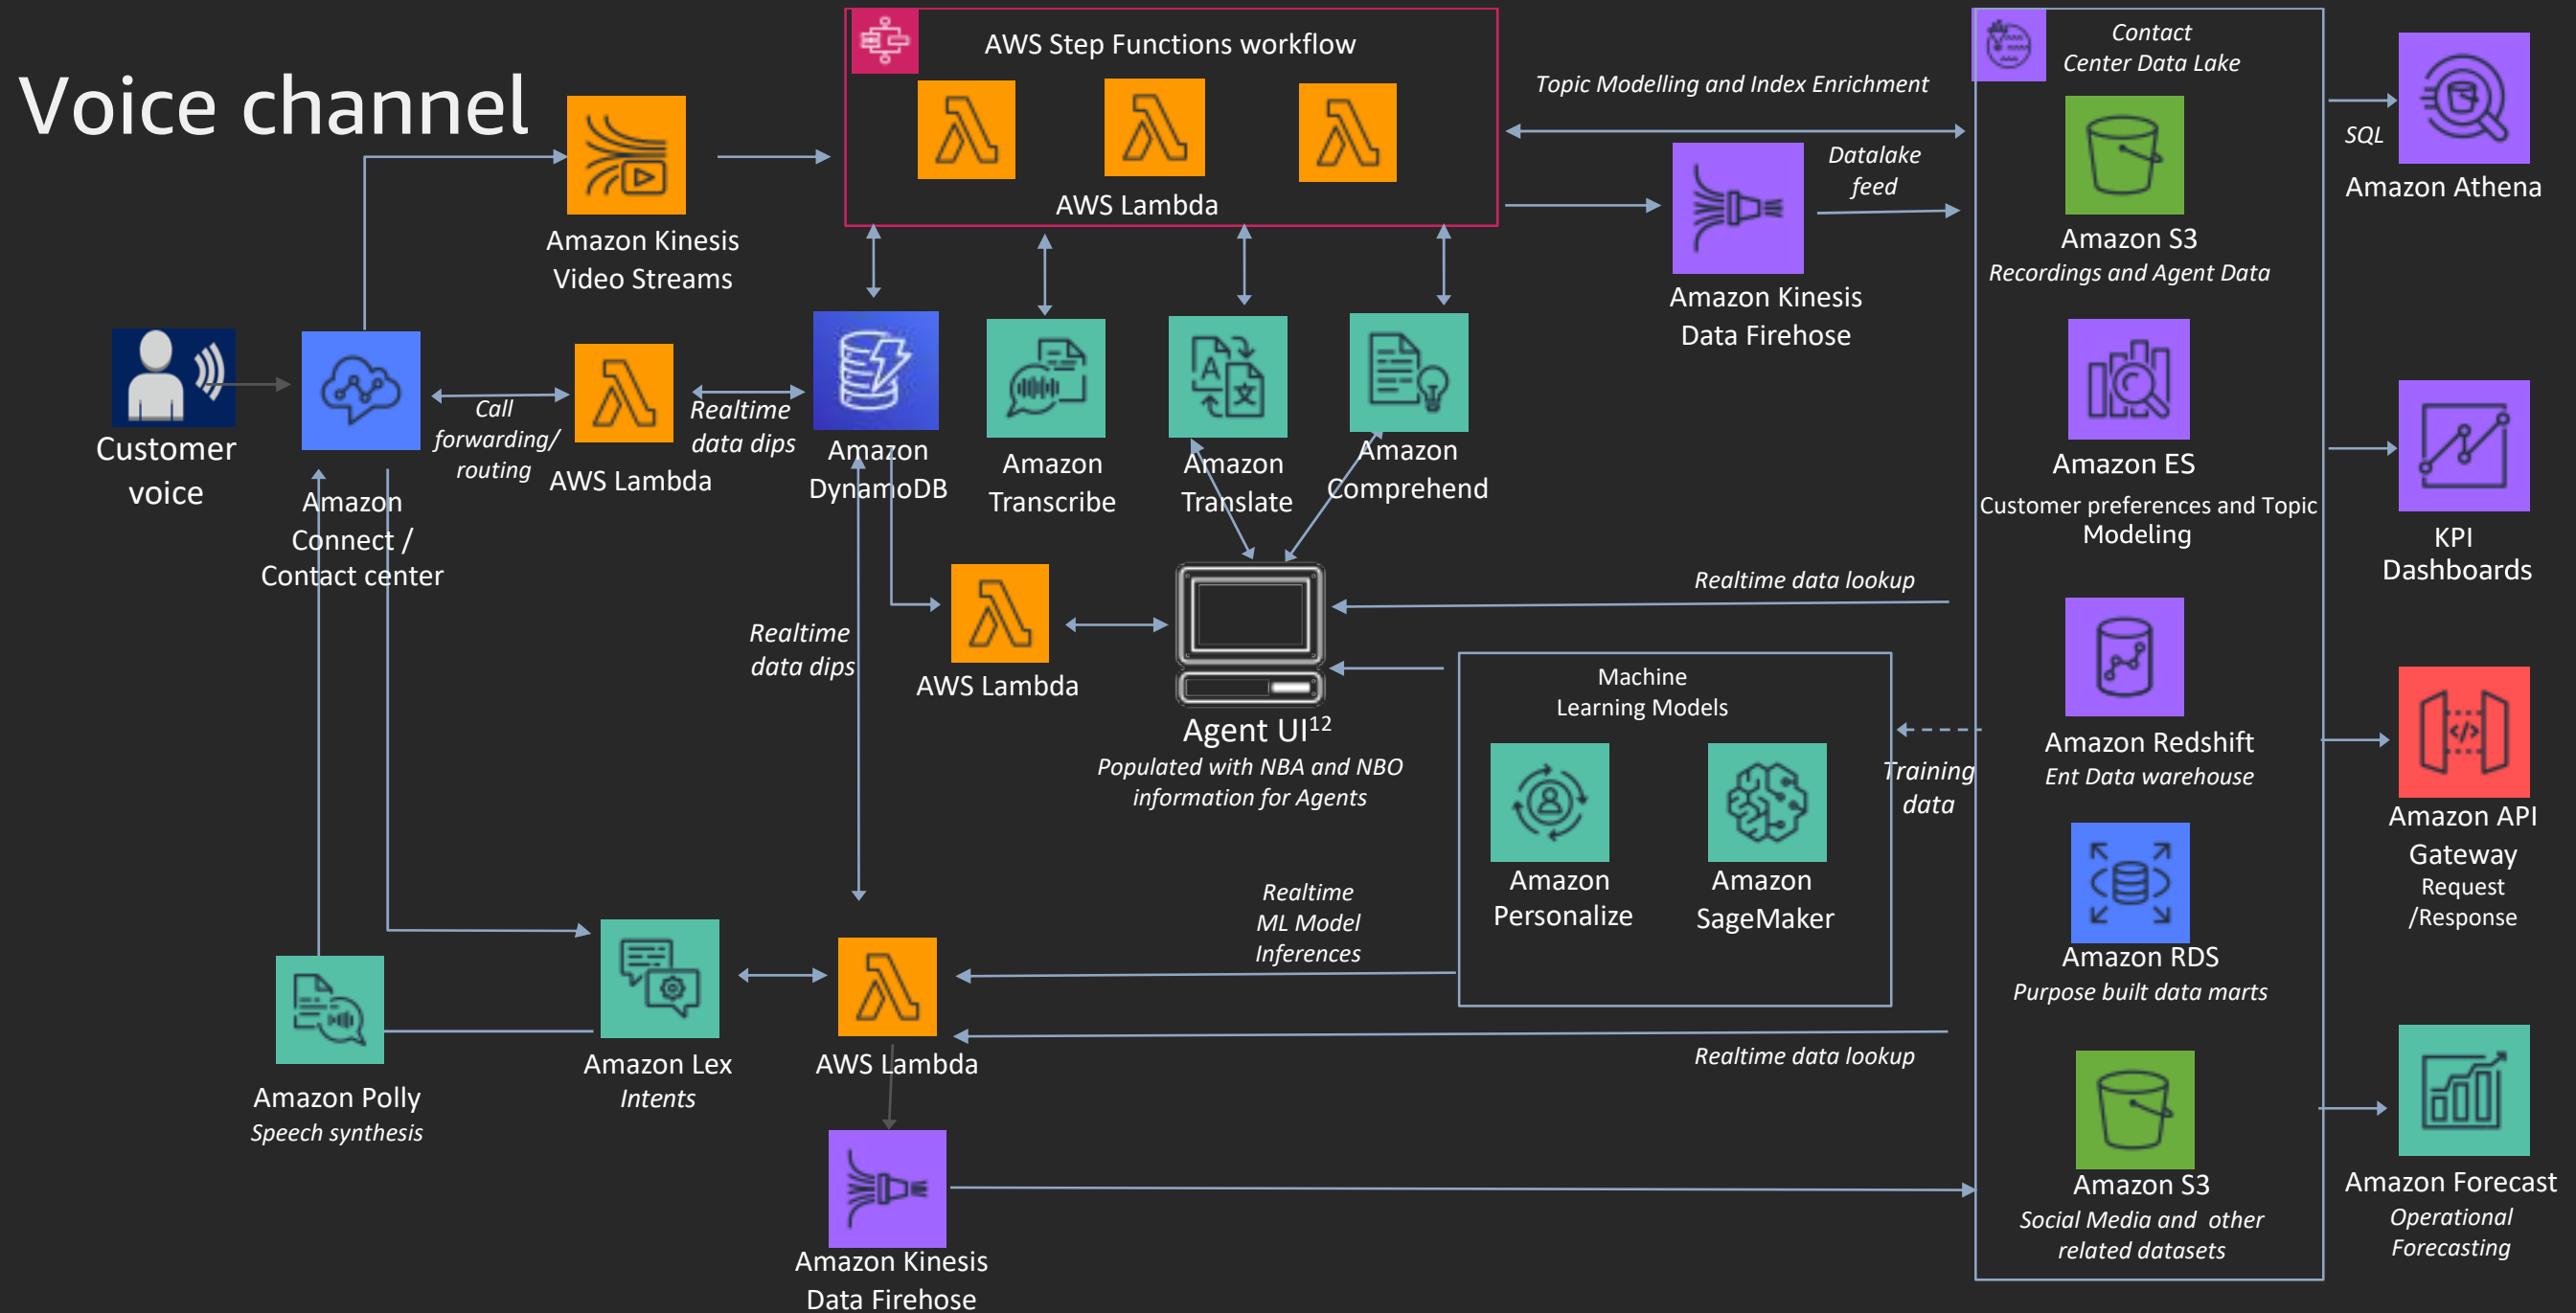 Voice channel
AWS Step Functions workflow
AWS Lambda
Contact
Center Data Lake
Topic Modelling and Index Enrichment
Datalake
feed
SQL
Amazon Athena
Amazon Kinesis
Video Streams
Amazon S3
Recordings and Agent Data
Amazon Kinesis
Data Firehose
Customer
voice
Amazon
Connect /
Contact center
Call
forwarding/
routing
AWS Lambda
Realtime
data dips
Amazon
DynamoDB
Amazon
Transcribe
A
文
Amazon
Translate
Amazon
Comprehend
Amazon ES
Customer preferences and Topic
Modeling
KPI
Dashboards
Realtime data lookup
Realtime
data dips
AWS Lambda
Agent UI12
Populated with NBA and NBO
information for Agents
Machine
Learning Models
Amazon
Personalize
Amazon
SageMaker
Training
data
Amazon Redshift
Ent Data warehouse
</>
Amazon API
Gateway
Request
/Response
Realtime
ML Model
Inferences
Amazon RDS
Purpose built data marts
Realtime data lookup
Amazon Polly
Speech synthesis
Amazon Lex
Intents
AWS Lambda
Amazon Kinesis
Data Firehose
Amazon S3
Social Media and other
related datasets
Amazon Forecast
Operational
Forecasting